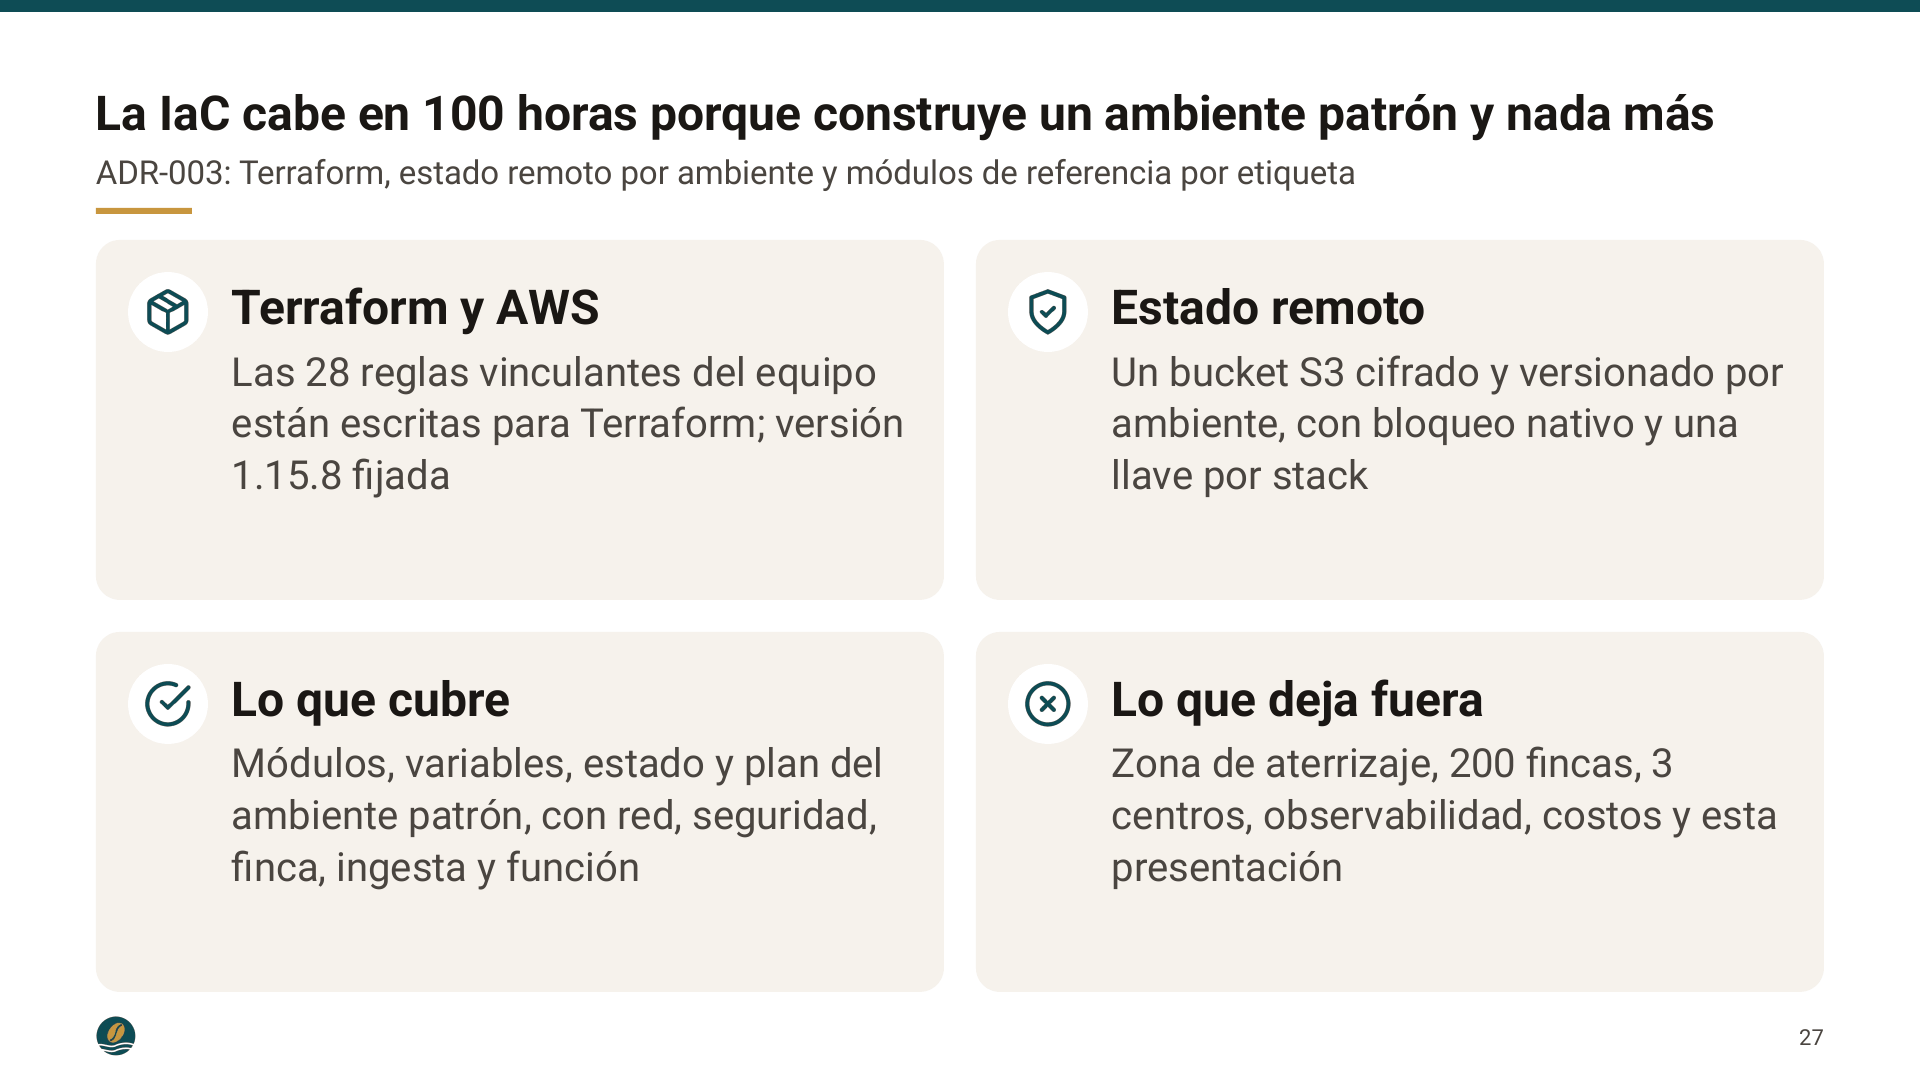 La IaC cabe en 100 horas porque construye un ambiente patrón y nada más
ADR-003: Terraform, estado remoto por ambiente y módulos de referencia por etiqueta
Terraform y AWS
Las 28 reglas vinculantes del equipo
están escritas para Terraform; versión
1.15.8 fijada
Estado remoto
Un bucket S3 cifrado y versionado por
ambiente, con bloqueo nativo y una
llave por stack
Lo que cubre
Módulos, variables, estado y plan del
ambiente patrón, con red, seguridad,
finca, ingesta y función
Lo que deja fuera
Zona de aterrizaje, 200 fincas, 3
centros, observabilidad, costos y esta
presentación
27